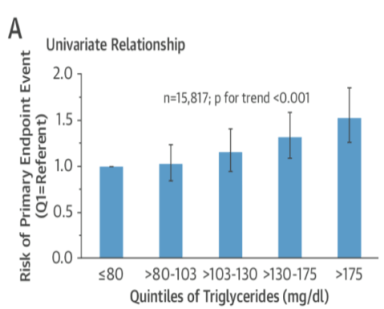 A
Univariate Relationship
Risk of Primary Endpoint Event
(Q1=Referent)
2.0
1.5
1.0
0.5
0.0
n=15,817; p for trend <0.001
≤80 >80-103 >103-130 >130-175 >175
Quintiles of Triglycerides (mg/dl)